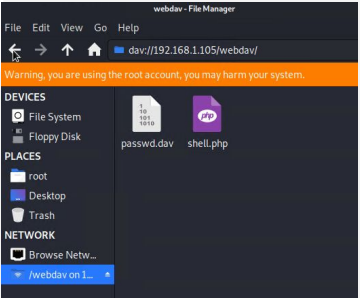 webdav - File Manager
File Edit View Go Help
dav://192.168.1.105/webdav/
Warning, you are using the root account, you may harm your system.
DEVICES
File System
Floppy Disk
PLACES
root
Desktop
Trash
NETWORK
Browse Netw...
/webdav on 1...
1
10
101
1010
passwd.dav
php
shell.php